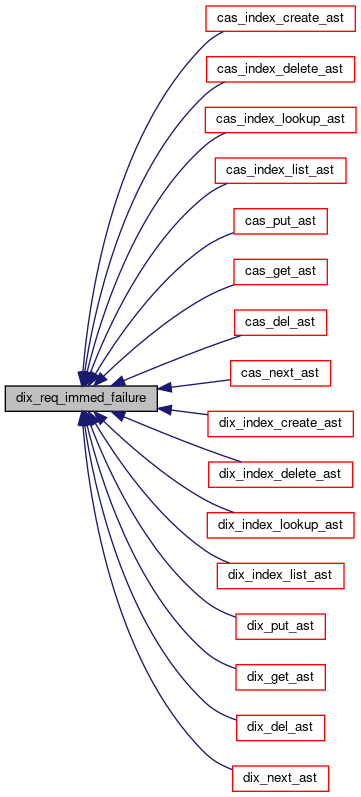 cas_index_create_ast
cas_index_delete_ast
cas_index_lookup_ast
cas_index_list_ast
cas_put_ast
cas_get_ast
cas_del_ast
cas_next_ast
dix_req_immed_failure
dix_index_create_ast
dix_index_delete_ast
dix_index_lookup_ast
dix_index_list_ast
dix_put_ast
dix_get_ast
dix_del_ast
dix_next_ast